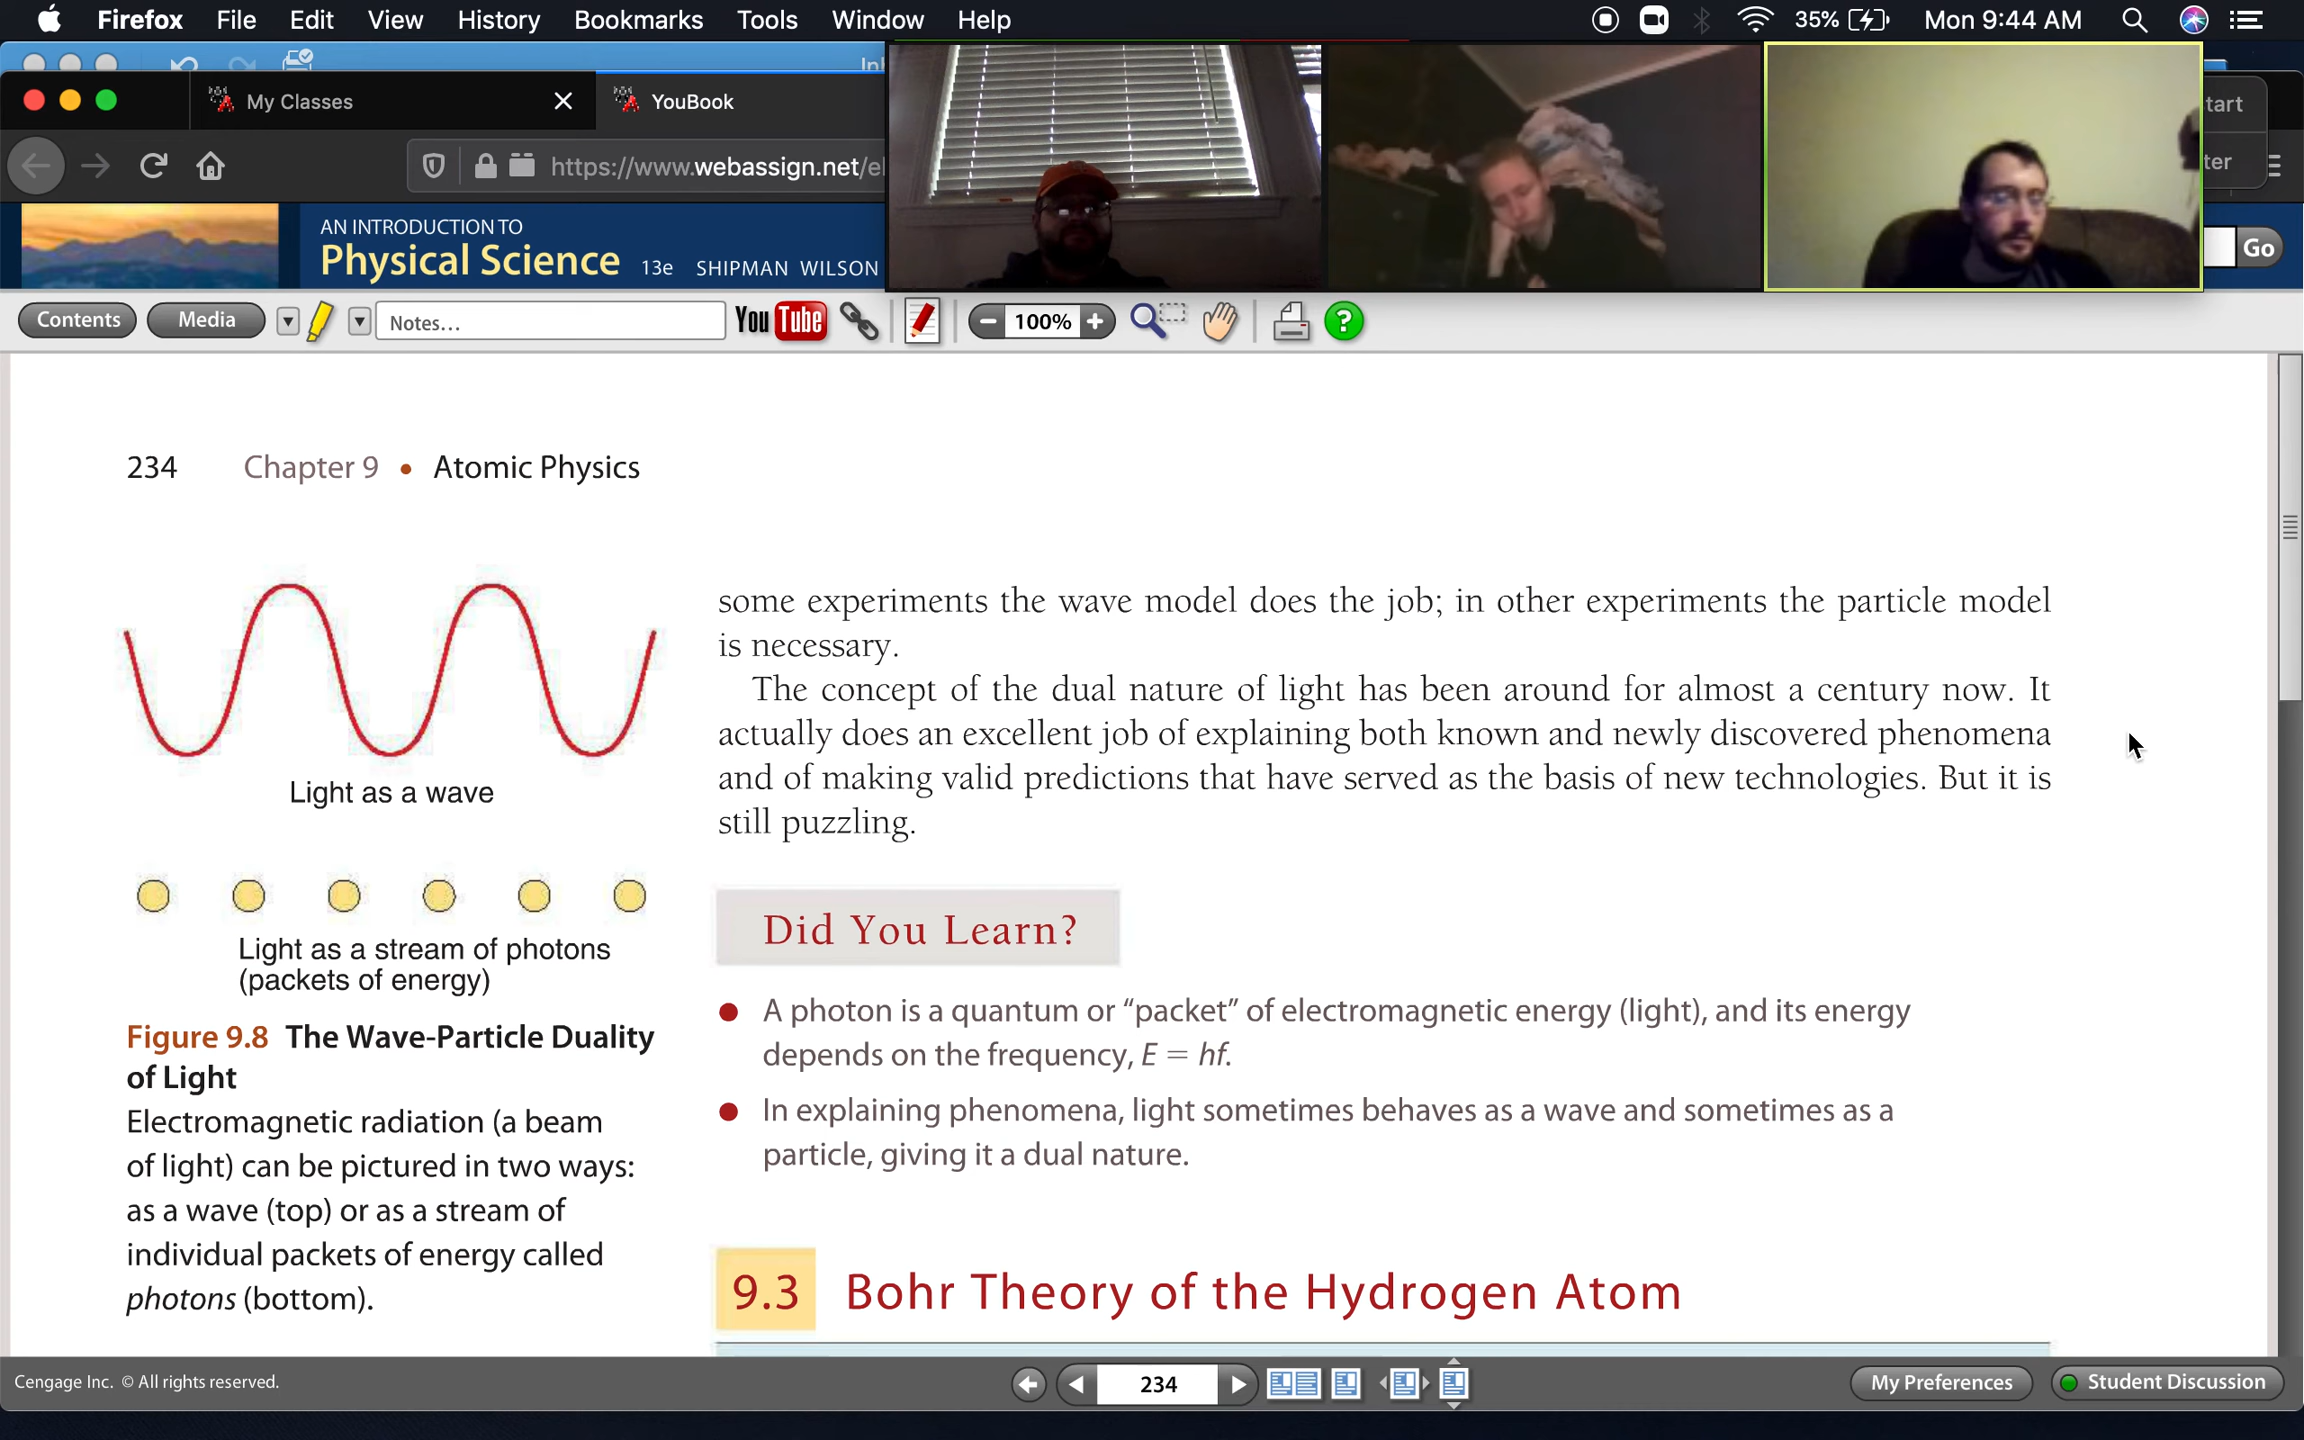 Firefox File Edit View History Bookmarks Tools Window Help 35% Mon 9:44 AM
My Classes YouBook tart
https://www.webassign.net/el ter
AN INTRODUCTION TO
Physical Science 13e SHIPMAN WILSON Go
Contents Media Notes... You Tube 100% ?
234 Chapter 9 • Atomic Physics
some experiments the wave model does the job; in other experiments the particle model
is necessary.
The concept of the dual nature of light has been around for almost a century now. It
actually does an excellent job of explaining both known and newly discovered phenomena
and of making valid predictions that have served as the basis of new technologies. But it is
still puzzling.
Light as a wave
Light as a stream of photons
(packets of energy)
Figure 9.8 The Wave-Particle Duality
of Light
Electromagnetic radiation (a beam
of light) can be pictured in two ways:
as a wave (top) or as a stream of
individual packets of energy called
photons (bottom).
Did You Learn?
● A photon is a quantum or “packet” of electromagnetic energy (light), and its energy
depends on the frequency, E = hf.
● In explaining phenomena, light sometimes behaves as a wave and sometimes as a
particle, giving it a dual nature.
9.3 Bohr Theory of the Hydrogen Atom
Cengage Inc. © All rights reserved. 234 My Preferences Student Discussion